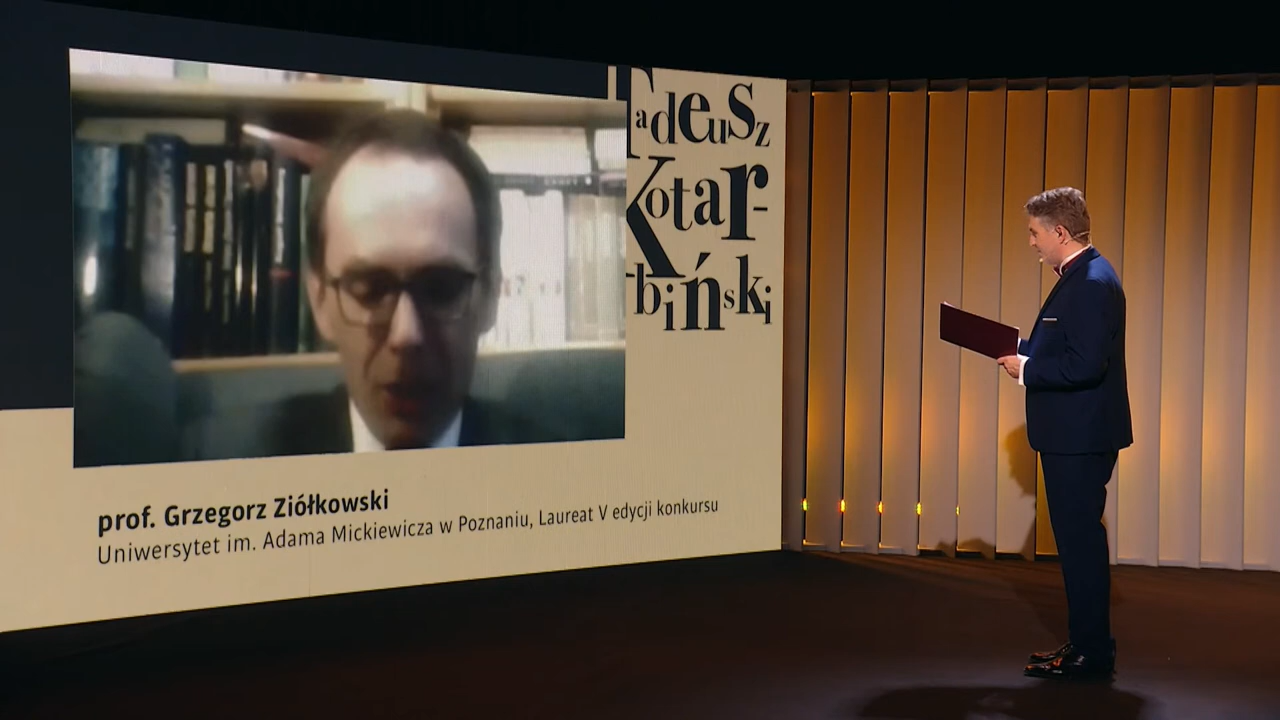 Tadeusz
Kotar-
biński
prof. Grzegorz Ziółkowski
Uniwersytet im. Adama Mickiewicza w Poznaniu, Laureat V edycji konkursu